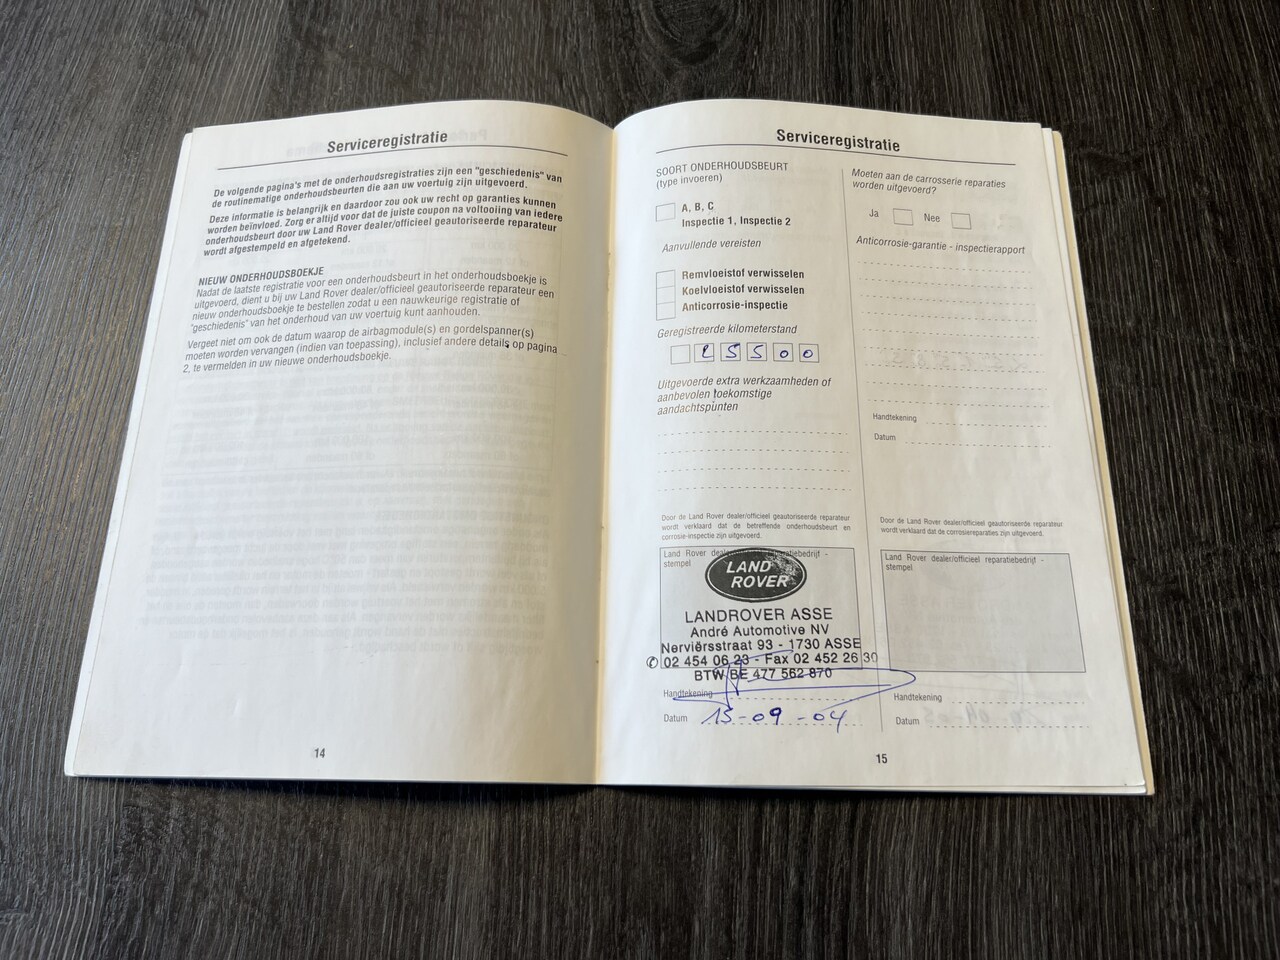 Serviceregistratie
De volgende pagina's met de onderhoudsregistraties zijn een "geschiedenis" van
de routinematige onderhoudsbeurten die aan uw voertuig zijn uitgevoerd.
Deze informatie is belangrijk en daardoor zou ook uw recht op garanties kunnen
worden beïnvloed. Zorg er altijd voor dat de juiste coupon na voltooiing van iedere
onderhoudsbeurt door uw Land Rover dealer/officieel geautoriseerde reparateur
wordt afgestempeld en afgetekend.
NIEUW ONDERHOUDSBOEKJE
Nadat de laatste registratie voor een onderhoudsbeurt in het onderhoudsboekje is
uitgevoerd, dient u bij uw Land Rover dealer/officieel geautoriseerde reparateur een
nieuw onderhoudsboekje te bestellen zodat u een nauwkeurige registratie of
"geschiedenis" van het onderhoud van uw voertuig kunt aanhouden.
Vergeet niet om ook de datum waarop de airbagmodule(s) en gordelspanner(s)
moeten worden vervangen (indien van toepassing), inclusief andere details op pagina
2, te vermelden in uw nieuwe onderhoudsboekje.
14
Serviceregistratie
SOORT ONDERHOUDSBEURT
(type invoeren)
A, B, C
Inspectie 1, Inspectie 2
Aanvullende vereisten
Remvloeistof verwisselen
Koelvloeistof verwisselen
Anticorrosie-inspectie
Geregistreerde kilometerstand
5 5 0 0
Uitgevoerde extra werkzaamheden of
aanbevolen toekomstige
aandachtspunten
Door de Land Rover dealer/officieel geautoriseerde reparateur
wordt verklaard dat de betreffende onderhoudsbeurt en
corrosie-inspectie zijn uitgevoerd.
Land Rover dealer/officieel reparatiebedrijf -
stempel
LAND
ROVER
LANDROVER ASSE
André Automotive NV
Nerviërsstraat 93 - 1730 ASSE
✆ 02 454 06 23 - Fax 02 452 26 30
BTW BE 477 562 870
Handtekening
Datum 15-09-04
Moeten aan de carrosserie reparaties
worden uitgevoerd?
Ja Nee
Anticorrosie-garantie - inspectierapport
Handtekening
Datum
Door de Land Rover dealer/officieel geautoriseerde reparateur
wordt verklaard dat de corrosiereparaties zijn uitgevoerd.
Land Rover dealer/officieel reparatiebedrijf -
stempel
Handtekening
Datum
15